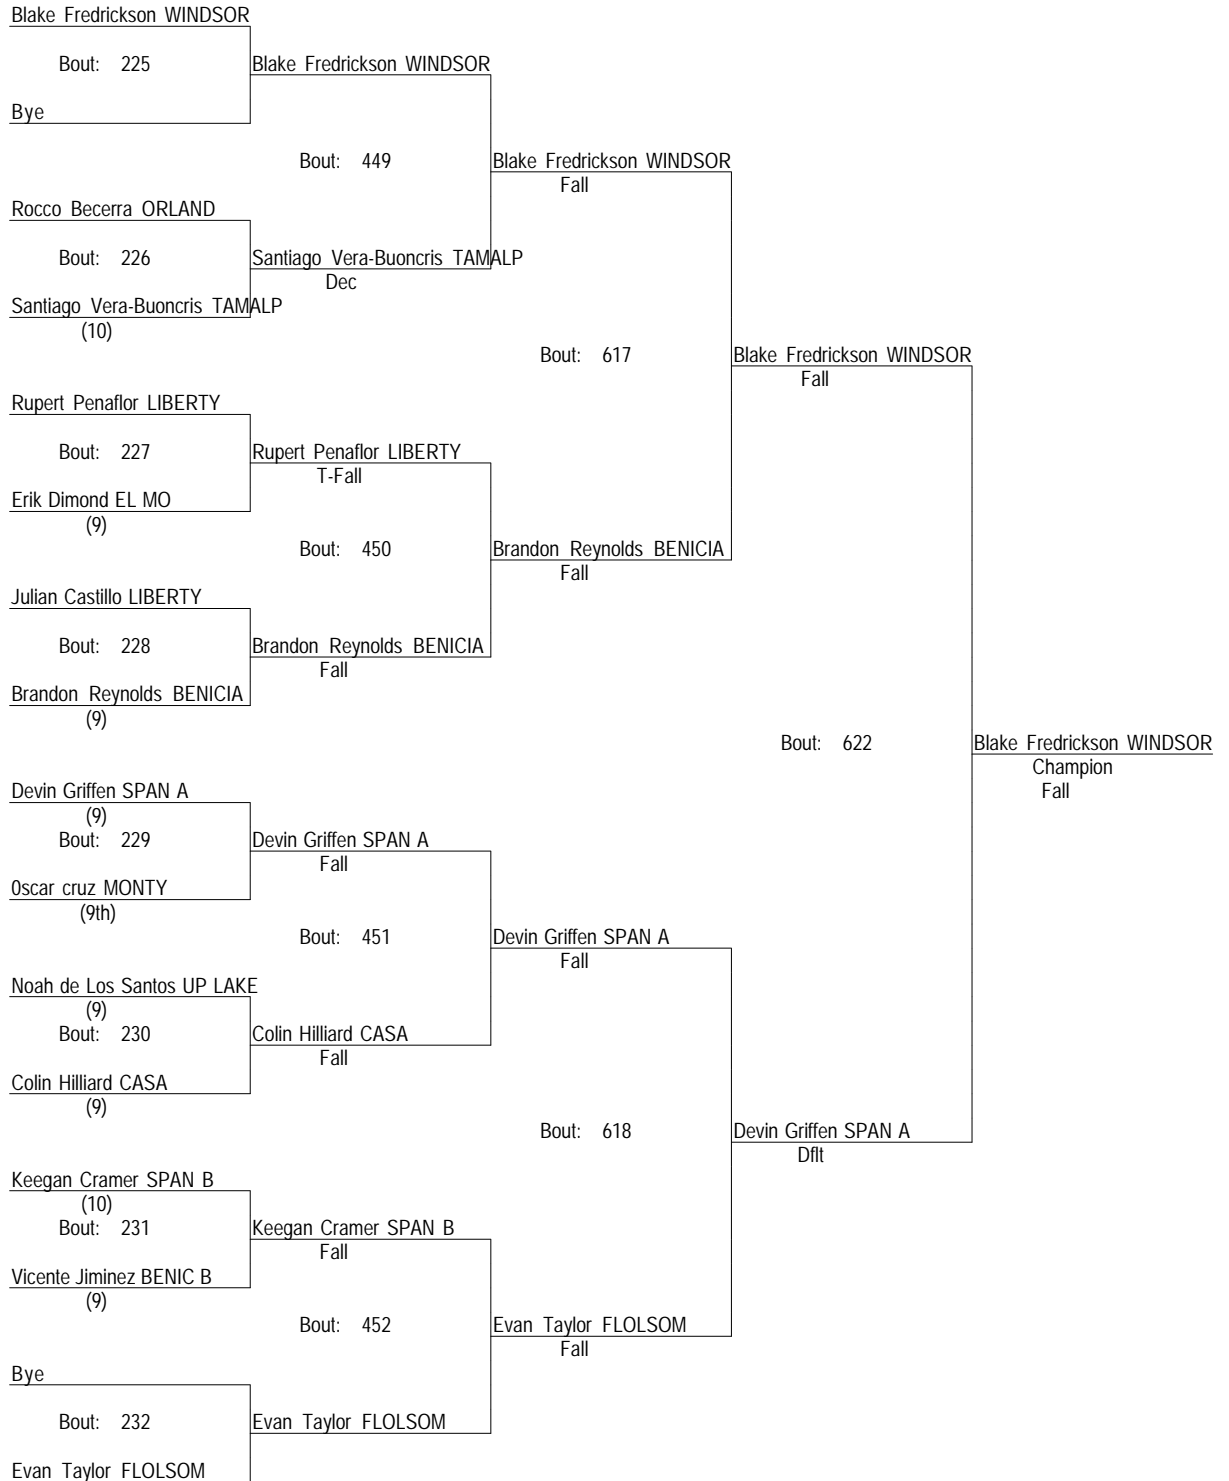 Blake Fredrickson WINDSOR
Bout: 225
Blake Fredrickson WINDSOR
Bye
Bout: 449
Blake Fredrickson WINDSOR
Fall
Rocco Becerra ORLAND
Bout: 226
Santiago Vera-Buoncris TAMALP
Dec
Santiago Vera-Buoncris TAMALP
(10)
Bout: 617
Blake Fredrickson WINDSOR
Fall
Rupert Penaflor LIBERTY
Bout: 227
Rupert Penaflor LIBERTY
T-Fall
Erik Dimond EL MO
(9)
Bout: 450
Brandon Reynolds BENICIA
Fall
Julian Castillo LIBERTY
Bout: 228
Brandon Reynolds BENICIA
Fall
Brandon Reynolds BENICIA
(9)
Bout: 622
Blake Fredrickson WINDSOR
Champion
Fall
Devin Griffen SPAN A
(9)
Bout: 229
Devin Griffen SPAN A
Fall
0scar cruz MONTY
(9th)
Bout: 451
Devin Griffen SPAN A
Fall
Noah de Los Santos UP LAKE
(9)
Bout: 230
Colin Hilliard CASA
Fall
Colin Hilliard CASA
(9)
Bout: 618
Devin Griffen SPAN A
Dflt
Keegan Cramer SPAN B
(10)
Bout: 231
Keegan Cramer SPAN B
Fall
Vicente Jiminez BENIC B
(9)
Bout: 452
Evan Taylor FLOLSOM
Fall
Bye
Bout: 232
Evan Taylor FLOLSOM
Evan Taylor FLOLSOM